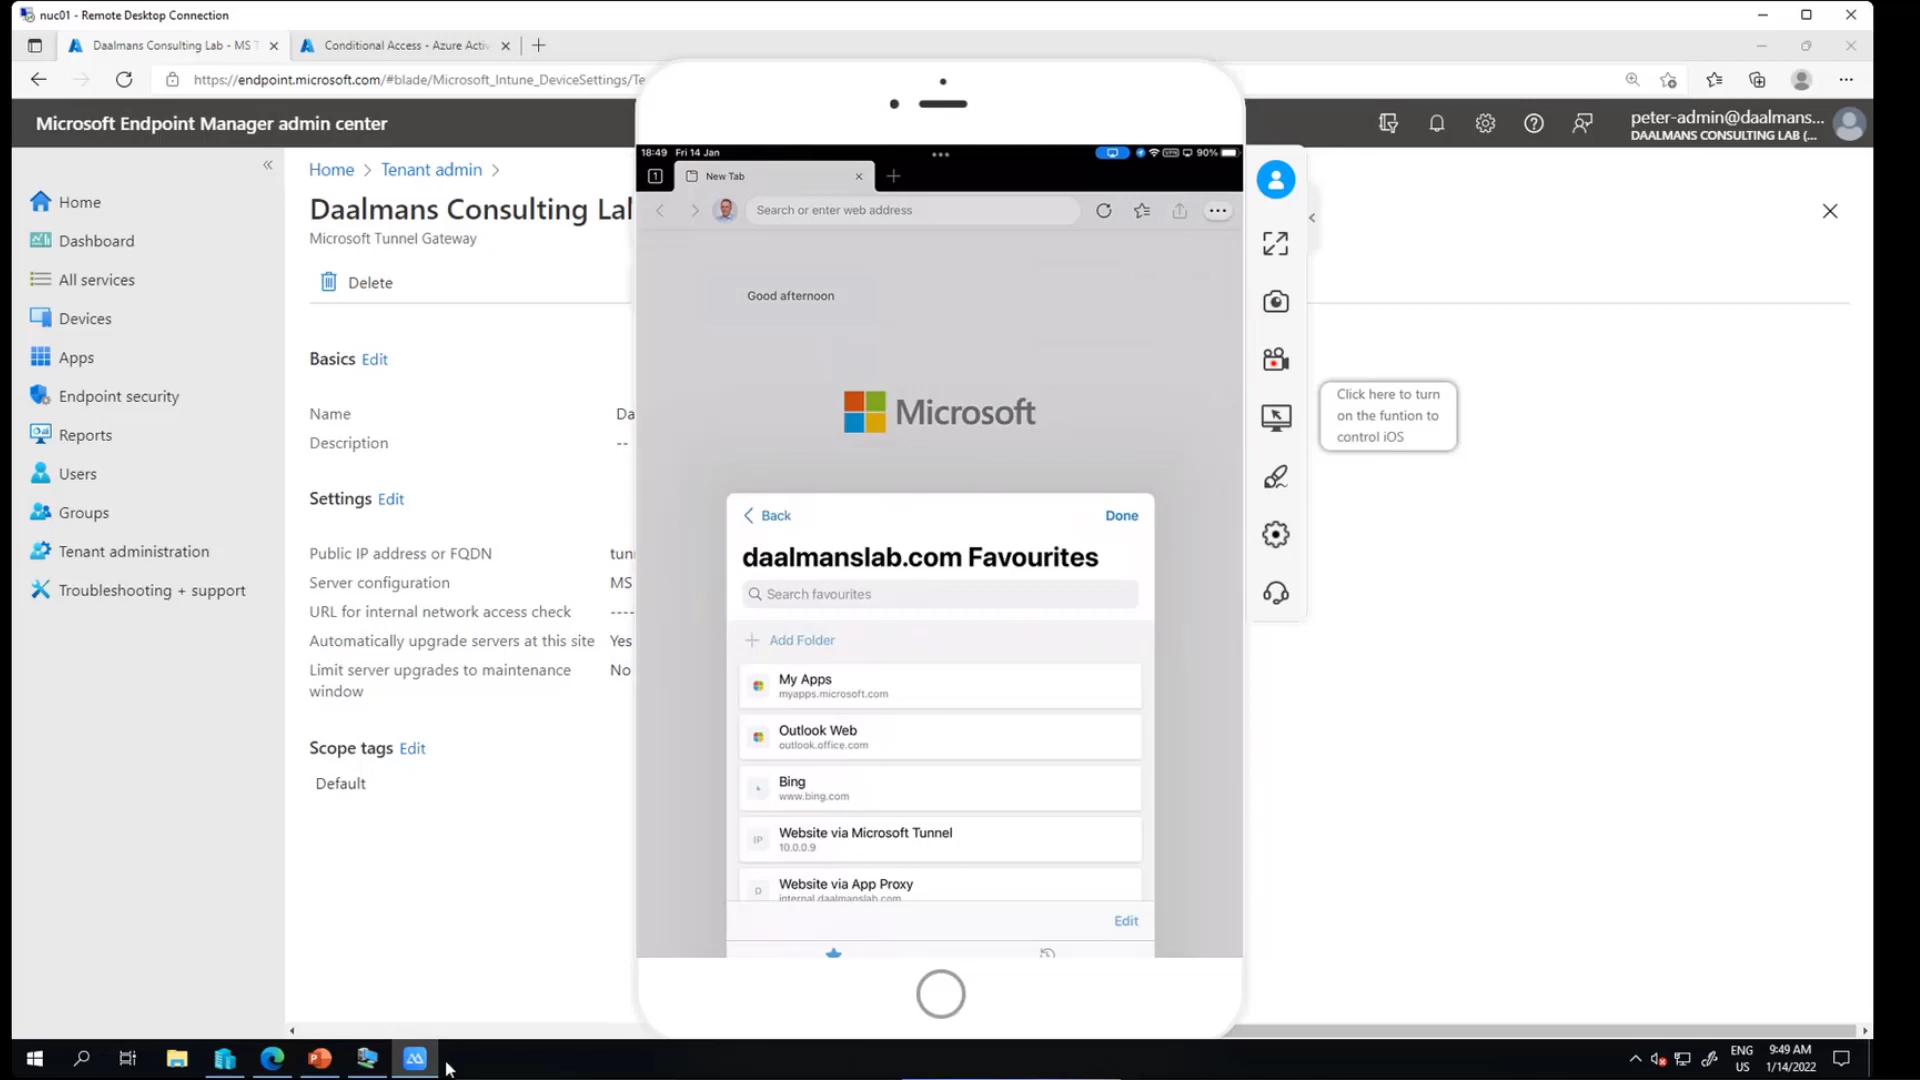 nuc01 - Remote Desktop Connection
Daalmans Consulting Lab - MS T
Conditional Access - Azure Activ
https://endpoint.microsoft.com/#blade/Microsoft_Intune_DeviceSettings/Te
Microsoft Endpoint Manager admin center
peter-admin@daalmans...
DAALMANS CONSULTING LAB (...
Home
Dashboard
All services
Devices
Apps
Endpoint security
Reports
Users
Groups
Tenant administration
Troubleshooting + support
Home > Tenant admin >
Daalmans Consulting Lal
Microsoft Tunnel Gateway
Delete
Basics Edit
Name Da
Description --
Settings Edit
Public IP address or FQDN tun
Server configuration MS
URL for internal network access check ----
Automatically upgrade servers at this site Yes
Limit server upgrades to maintenance No
window
Scope tags Edit
Default
18:49 Fri 14 Jan
VPN
90%
1
New Tab
Search or enter web address
Good afternoon
Microsoft
Back
Done
daalmanslab.com Favourites
Search favourites
Add Folder
My Apps
myapps.microsoft.com
Outlook Web
outlook.office.com
Bing
www.bing.com
IP
Website via Microsoft Tunnel
10.0.0.9
D
Website via App Proxy
internal.daalmanslab.com
Edit
Click here to turn
on the funtion to
control iOS
ENG
US
9:49 AM
1/14/2022